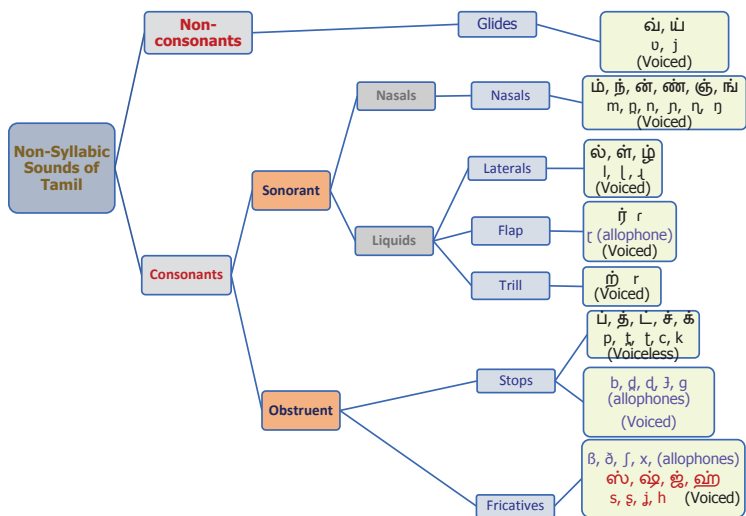 Non-Syllabic
Sounds of
Tamil
Non-
consonants
Glides
வ், ய்
ʋ, j
(Voiced)
Consonants
Sonorant
Nasals
Nasals
ம், ந், ன், ண், ஞ், ங்
m, n̪, n, ɲ, ɳ, ŋ
(Voiced)
Liquids
Laterals
ல், ள், ழ்
l, ɭ, ɻ
(Voiced)
Flap
ர் ɾ
ɽ (allophone)
(Voiced)
Trill
ற் r
(Voiced)
Obstruent
Stops
ப், த், ட், ச், க்
p, t̪, ʈ, c, k
(Voiceless)
b, d̪, ɖ, ɟ, g
(allophones)
(Voiced)
Fricatives
ß, ð, ʃ, x, (allophones)
ஸ், ஷ், ஜ், ஹ்
s, ʂ, ʝ, h (Voiced)